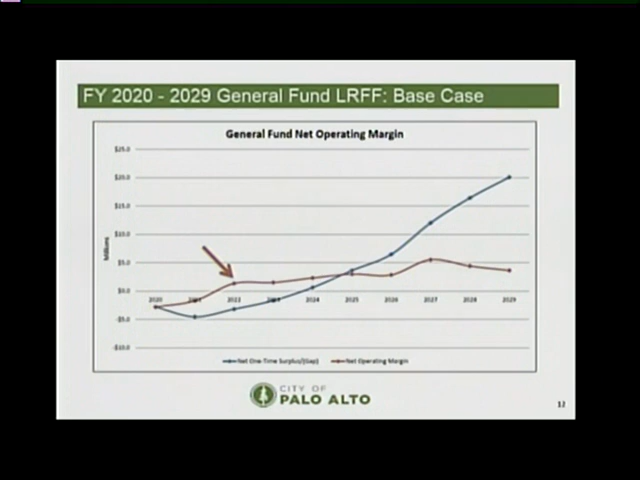 FY 2020 - 2029 General Fund LRFF: Base Case
General Fund Net Operating Margin
$25.0
$20.0
$15.0
$10.0
$5.0
$0.0
-$5.0
-$10.0
Millions
2020 2021 2022 2023 2024 2025 2026 2027 2028 2029
Net One-Time Surplus/(Gap) Net Operating Margin
CITY OF
PALO ALTO
12